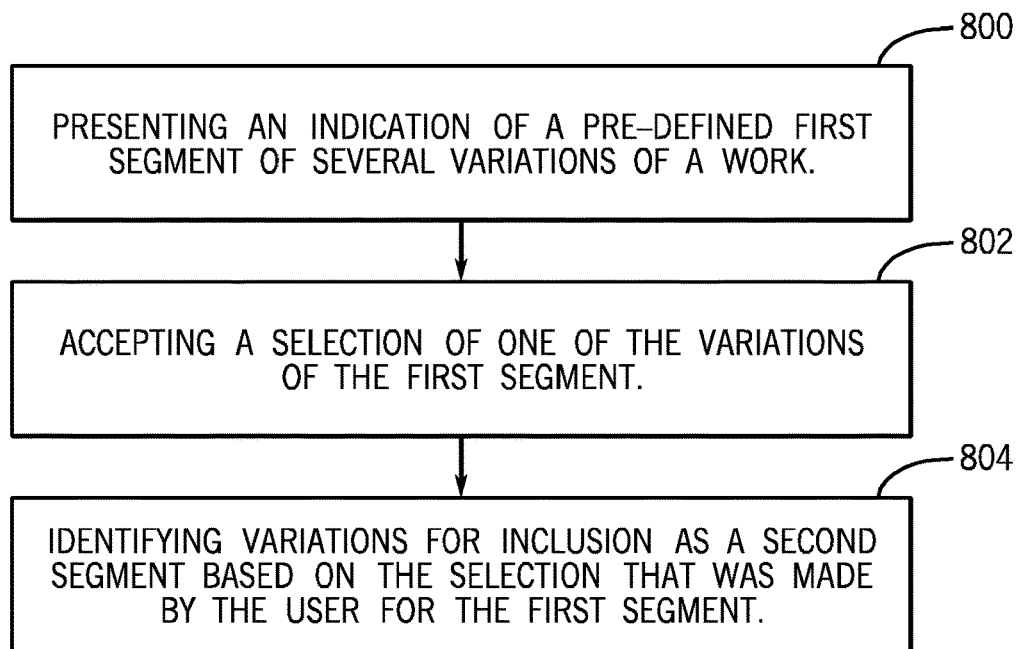 800
PRESENTING AN INDICATION OF A PRE–DEFINED FIRST
SEGMENT OF SEVERAL VARIATIONS OF A WORK.
802
ACCEPTING A SELECTION OF ONE OF THE VARIATIONS
OF THE FIRST SEGMENT.
804
IDENTIFYING VARIATIONS FOR INCLUSION AS A SECOND
SEGMENT BASED ON THE SELECTION THAT WAS MADE
BY THE USER FOR THE FIRST SEGMENT.